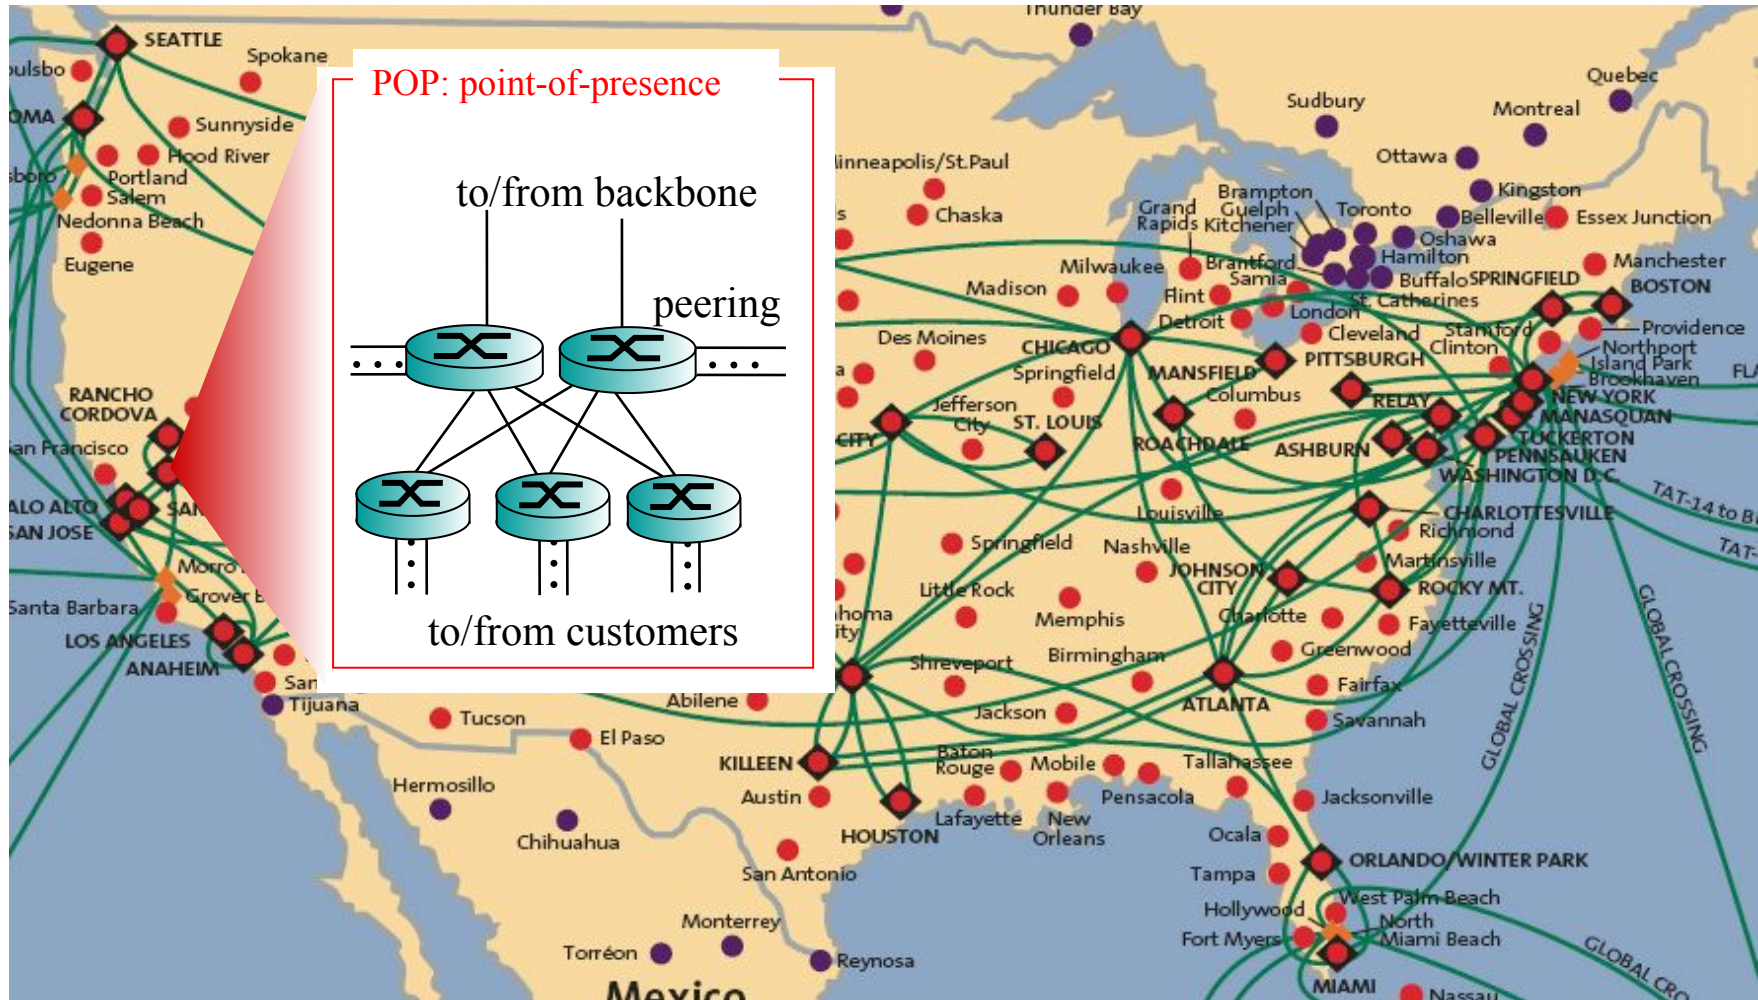 POP: point-of-presence
to/from backbone
peering
to/from customers
SEATTLE
Spokane
Sunnyside
Hood River
Portland
Salem
Nedonna Beach
Eugene
RANCHO
CORDOVA
SAN JOSE
Santa Barbara
LOS ANGELES
ANAHEIM
Tijuana
Tucson
El Paso
Hermosillo
Chihuahua
Abilene
KILLEEN
Austin
HOUSTON
San Antonio
Monterrey
Torréon
Reynosa
Mexico
Thunder Bay
Quebec
Montreal
Sudbury
Ottawa
Kingston
Brampton
Guelph
Toronto
Belleville
Essex Junction
Grand
Rapids
Kitchener
Oshawa
Hamilton
Chaska
Milwaukee
Brantford
Buffalo
SPRINGFIELD
Manchester
BOSTON
Madison
Flint
Sarnia
St. Catherines
London
Detroit
Cleveland
Stamford
Providence
Northport
Clinton
Island Park
Brookhaven
Des Moines
CHICAGO
MANSFIELD
PITTSBURGH
Springfield
Columbus
RELAY
NEW YORK
MANASQUAN
Jefferson
City
ST. LOUIS
ROACHDALE
ASHBURN
TUCKERTON
PENNSAUKEN
WASHINGTON D.C.
CITY
Louisville
CHARLOTTESVILLE
Richmond
TAT-14 to
Springfield
Nashville
JOHNSON
CITY
Martinsville
ROCKY MT.
Little Rock
Memphis
Charlotte
Fayetteville
Greenwood
Shreveport
Birmingham
Fairfax
ATLANTA
Jackson
Savannah
GLOBAL CROSSING
GLOBAL CROSSING
Baton
Rouge
Mobile
Tallahassee
Pensacola
Lafayette
New
Orleans
Jacksonville
Ocala
ORLANDO/WINTER PARK
Tampa
West Palm Beach
Hollywood
North
Miami Beach
Fort Myers
GLOBAL
MIAMI
Nassau